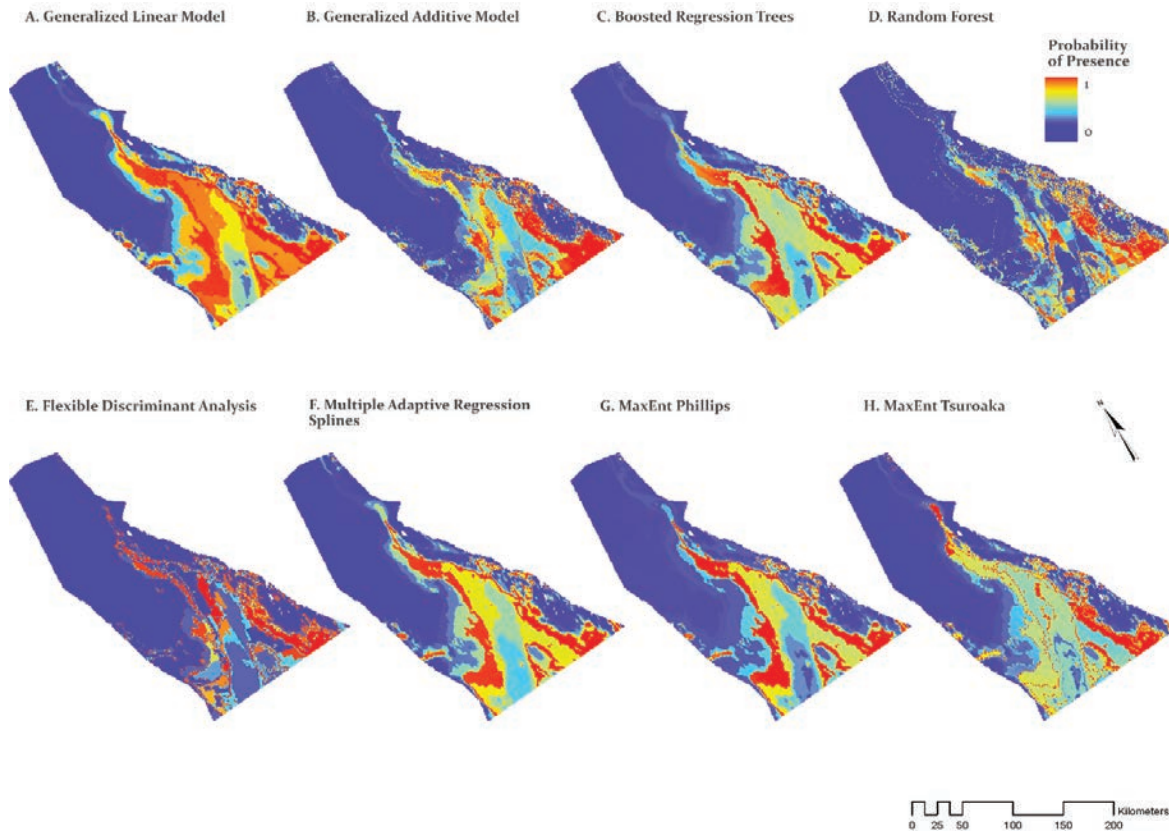 A. Generalized Linear Model
B. Generalized Additive Model
C. Boosted Regression Trees
D. Random Forest
Probability
of Presence
1
0
E. Flexible Discriminant Analysis
F. Multiple Adaptive Regression
Splines
G. MaxEnt Phillips
H. MaxEnt Tsuroaka
N
Kilometers
0 25 50 100 150 200